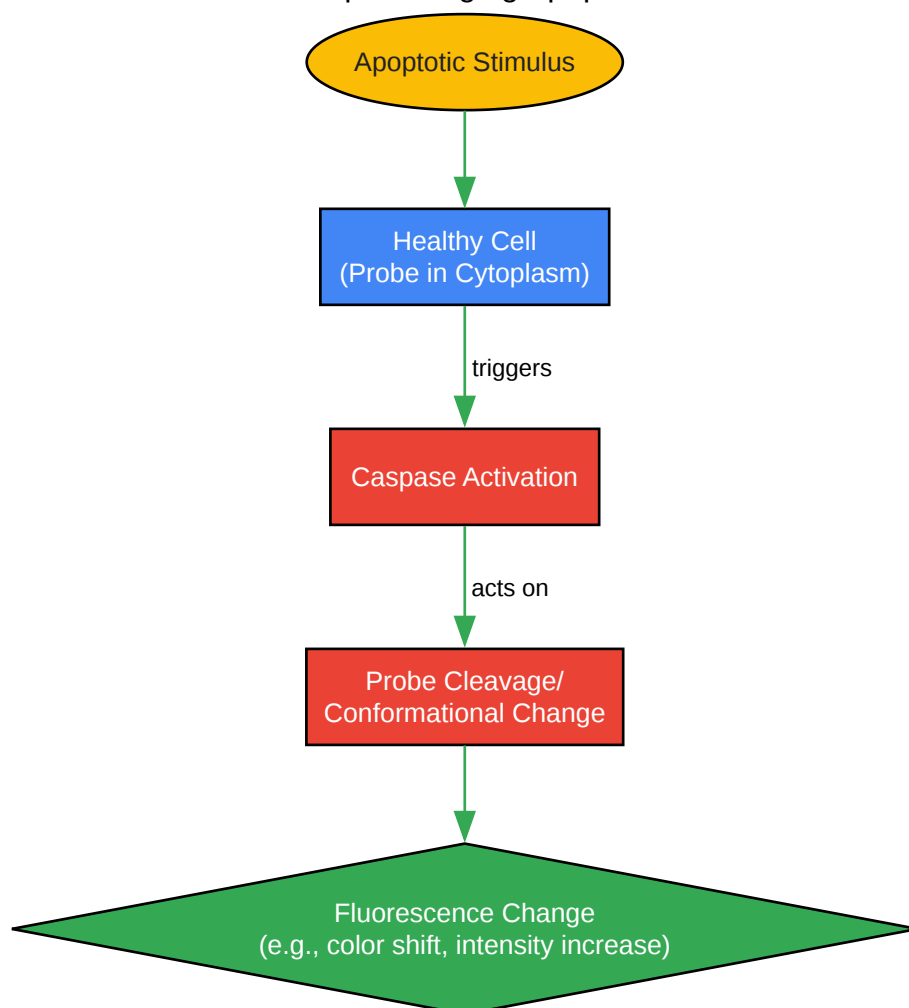 Apoptotic Stimulus
Healthy Cell
(Probe in Cytoplasm)
triggers
Caspase Activation
acts on
Probe Cleavage/
Conformational Change
Fluorescence Change
(e.g., color shift, intensity increase)